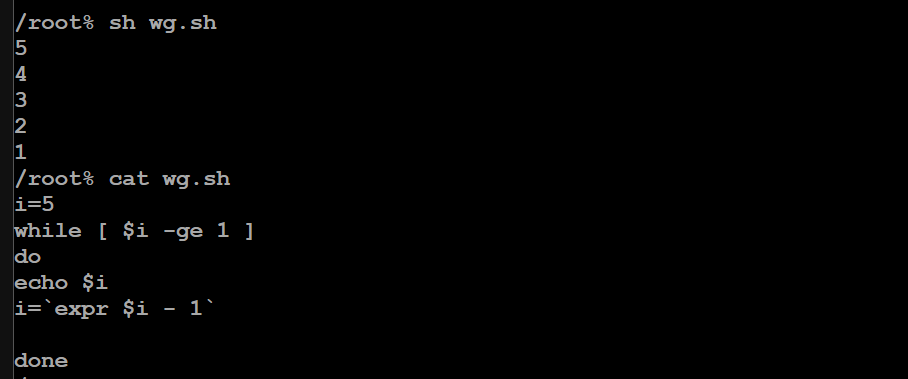 /root% sh wg.sh
5
4
3
2
1
/root% cat wg.sh
i=5
while [ $i -ge 1 ]
do
echo $i
i=`expr $i - 1`
done